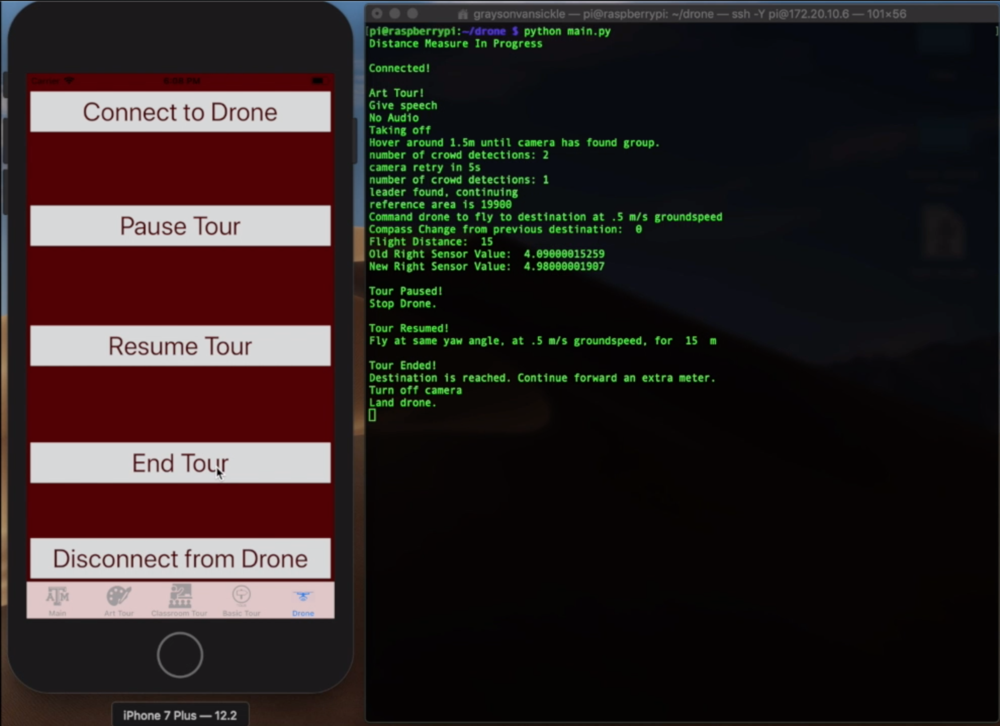 Carrier
6:08 PM
Connect to Drone
Pause Tour
Resume Tour
End Tour
Disconnect from Drone
ATM
Main
Art Tour
Classroom Tour
Basic Tour
Drone
iPhone 7 Plus — 12.2
graysonvansickle — pi@raspberrypi: ~/drone — ssh -Y pi@172.20.10.6 — 101×56
[pi@raspberrypi:~/drone $ python main.py ]
Distance Measure In Progress
Connected!
Art Tour!
Give speech
No Audio
Taking off
Hover around 1.5m until camera has found group.
number of crowd detections: 2
camera retry in 5s
number of crowd detections: 1
leader found, continuing
reference area is 19900
Command drone to fly to destination at .5 m/s groundspeed
Compass Change from previous destination:  0
Flight Distance:  15
Old Right Sensor Value:  4.09000015259
New Right Sensor Value:  4.98000001907
Tour Paused!
Stop Drone.
Tour Resumed!
Fly at same yaw angle, at .5 m/s groundspeed, for  15  m
Tour Ended!
Destination is reached. Continue forward an extra meter.
Turn off camera
Land drone.